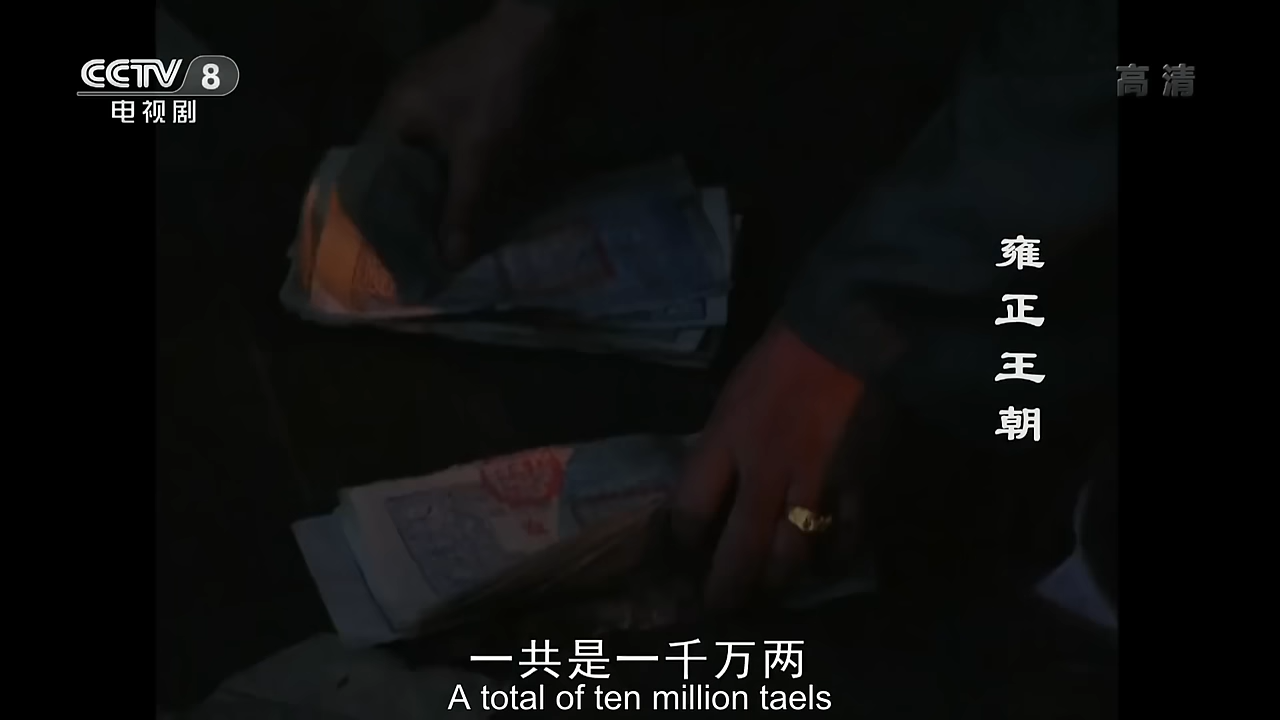 CCTV 8
电视剧
高清
雍正王朝
一共是一千万两
A total of ten million taels